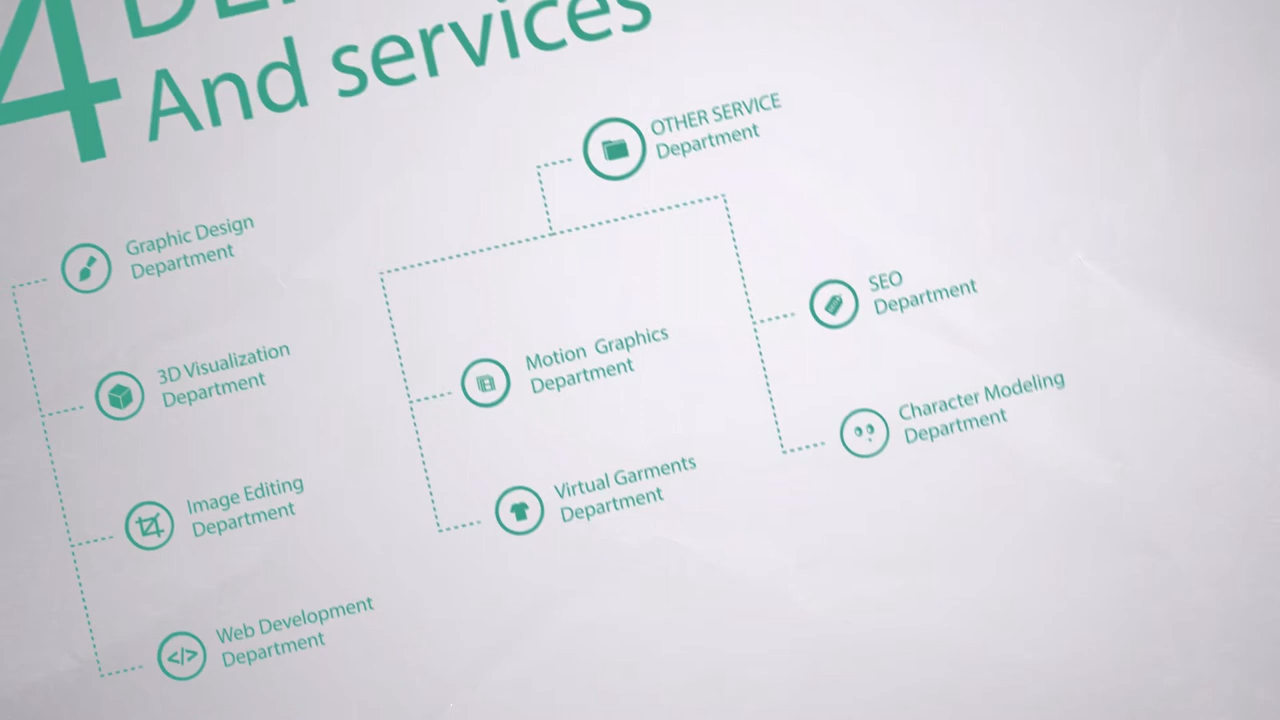 4
And services
OTHER SERVICE
Department
Graphic Design
Department
3D Visualization
Department
Image Editing
Department
Web Development
Department
Motion Graphics
Department
Virtual Garments
Department
SEO
Department
Character Modeling
Department